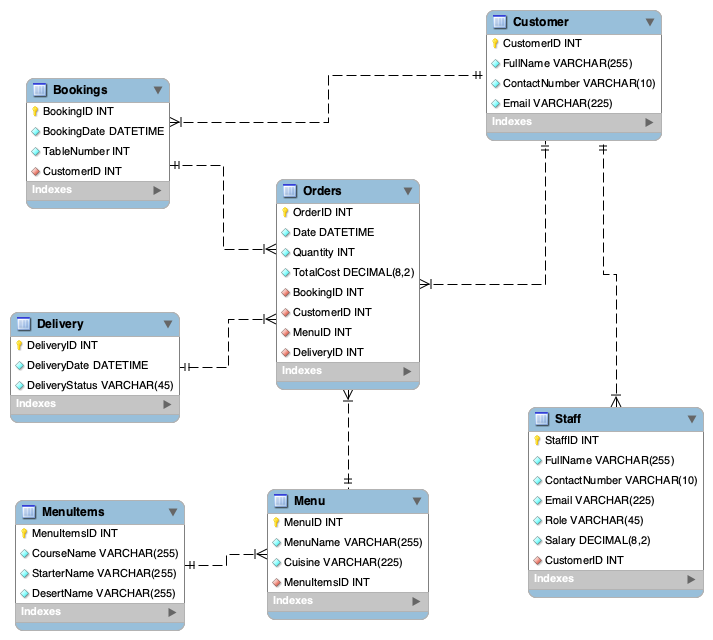 Customer
CustomerID INT
FullName VARCHAR(255)
ContactNumber VARCHAR(10)
Email VARCHAR(225)
Indexes
Bookings
BookingID INT
BookingDate DATETIME
TableNumber INT
CustomerID INT
Indexes
Orders
OrderID INT
Date DATETIME
Quantity INT
TotalCost DECIMAL(8,2)
BookingID INT
CustomerID INT
MenuID INT
DeliveryID INT
Indexes
Delivery
DeliveryID INT
DeliveryDate DATETIME
DeliveryStatus VARCHAR(45)
Indexes
Staff
StaffID INT
FullName VARCHAR(255)
ContactNumber VARCHAR(10)
Email VARCHAR(225)
Role VARCHAR(45)
Salary DECIMAL(8,2)
CustomerID INT
Indexes
MenuItems
MenuItemsID INT
CourseName VARCHAR(255)
StarterName VARCHAR(255)
DesertName VARCHAR(255)
Indexes
Menu
MenuID INT
MenuName VARCHAR(255)
Cuisine VARCHAR(225)
MenuItemsID INT
Indexes